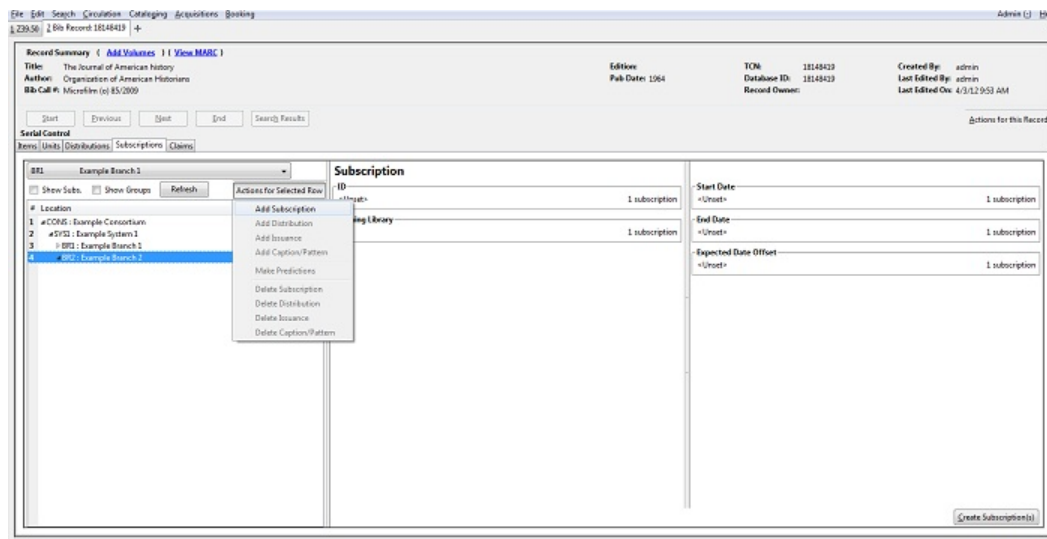 File Edit Search Circulation Cataloging Acquisitions Booking Admin (-) H
1 Z39.50 2 Bib Record: 18148419 +
Record Summary ( Add Volumes ) ( View MARC )
Title: The Journal of American history Edition: TCN: 18148419 Created By: admin
Author: Organization of American Historians Pub Date: 1964 Database ID: 18148419 Last Edited By: admin
Bib Call #: Microfilm (o) 85/2009 Record Owner: Last Edited On: 4/3/12 9:53 AM
Start Previous Next End Search Results Actions for this Record
Serial Control
Items Units Distributions Subscriptions Claims
BR1 Example Branch 1 Subscription
Show Subs. Show Groups Refresh Actions for Selected Row
ID Start Date
<Unset> 1 subscription <Unset> 1 subscription
# Location Add Subscription
1 CONS : Example Consortium Add Distribution ing Library End Date
2 SYS1 : Example System 1 Add Issuance 1 subscription <Unset> 1 subscription
3 BR1 : Example Branch 1 Add Caption/Pattern Expected Date Offset
4 BR2 : Example Branch 2 <Unset> 1 subscription
Make Predictions
Delete Subscription
Delete Distribution
Delete Issuance
Delete Caption/Pattern
Create Subscription(s)